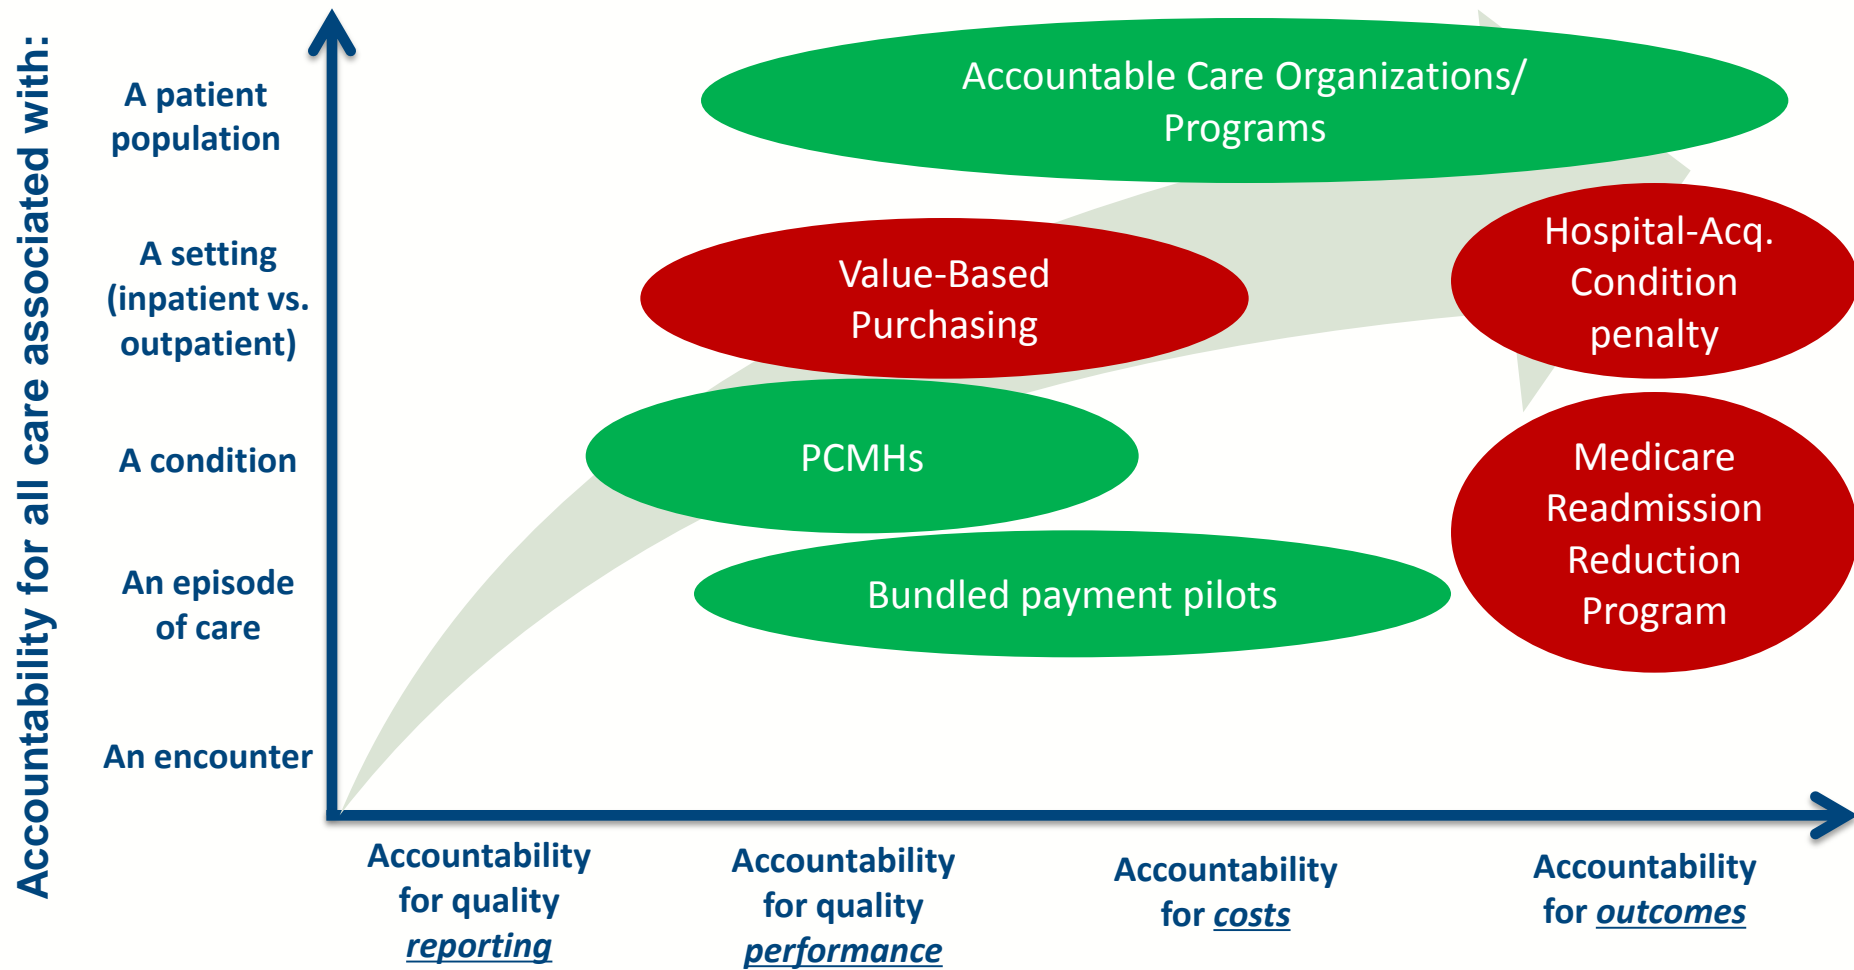 Accountability for all care associated with:
A patient
population
A setting
(inpatient vs.
outpatient)
A condition
An episode
of care
An encounter
Accountable Care Organizations/
Programs
Value-Based
Purchasing
Hospital-Acq.
Condition
penalty
PCMHs
Medicare
Readmission
Reduction
Program
Bundled payment pilots
Accountability
for quality
reporting
Accountability
for quality
performance
Accountability
for costs
Accountability
for outcomes